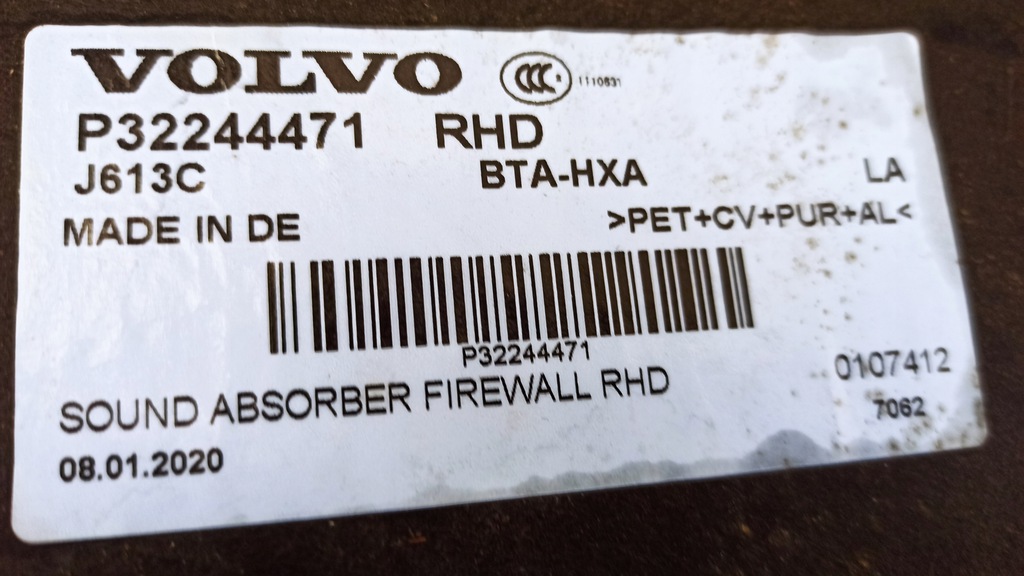 VOLVO CCC 1110631
P32244471 RHD
J613C BTA-HXA LA
MADE IN DE >PET+CV+PUR+AL<
P32244471
SOUND ABSORBER FIREWALL RHD 0107412
08.01.2020 7062